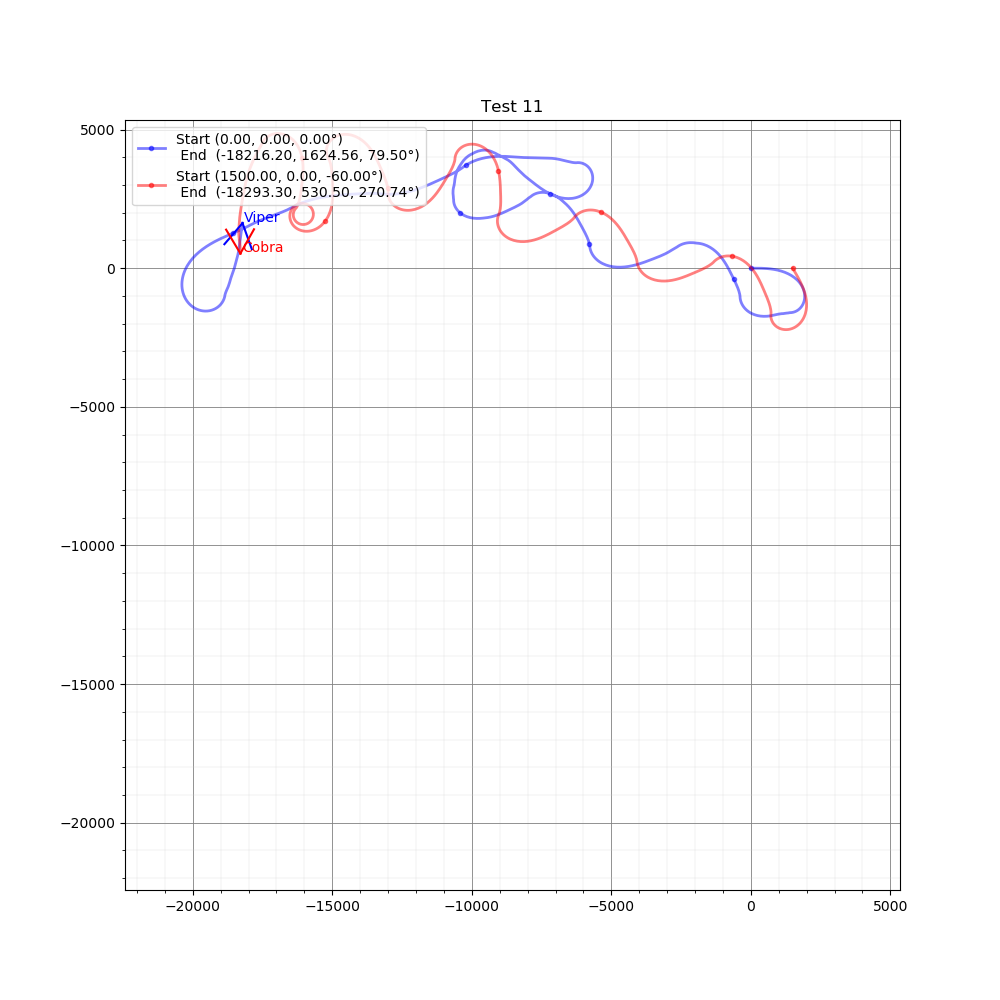 Test 11
Start (0.00, 0.00, 0.00°)
End (-18216.20, 1624.56, 79.50°)
Start (1500.00, 0.00, -60.00°)
End (-18293.30, 530.50, 270.74°)
Viper
Cobra
5000
0
−5000
−10000
−15000
−20000
−20000 −15000 −10000 −5000 0 5000